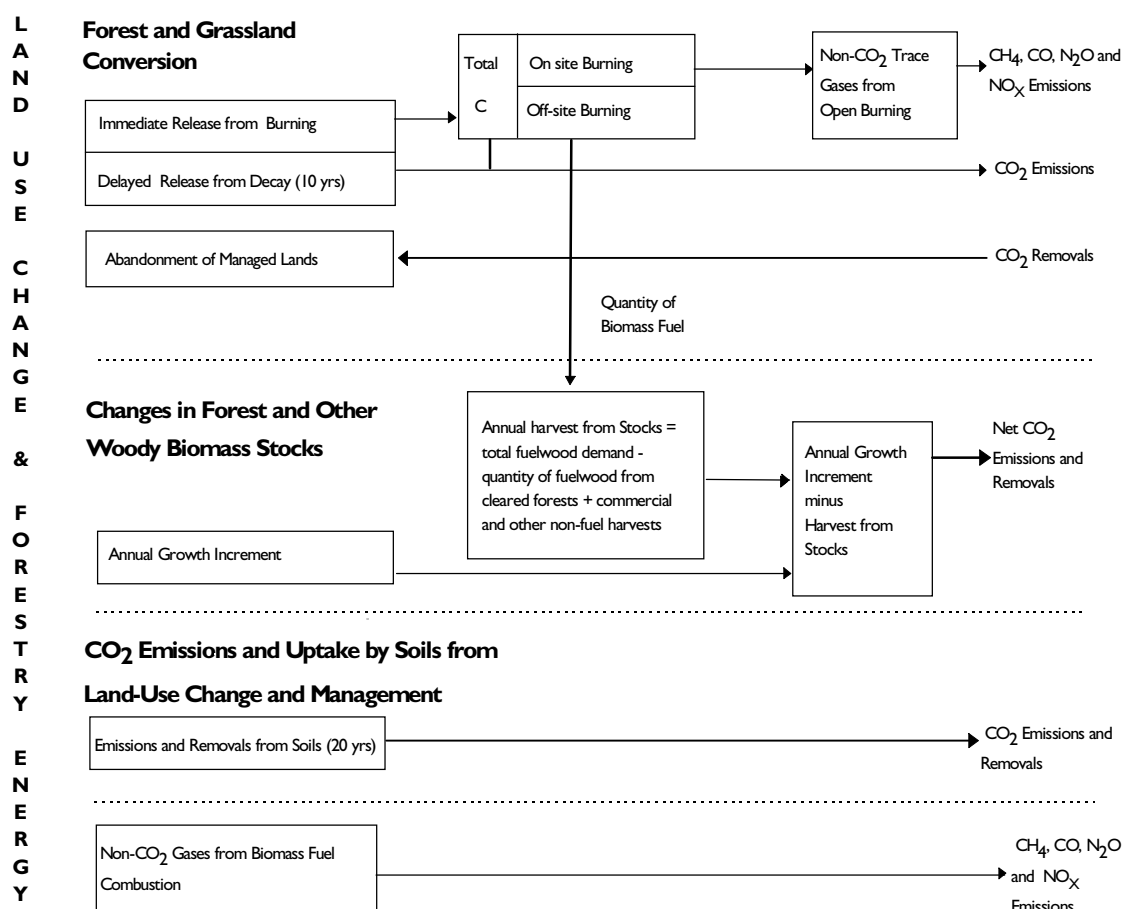 LAND USE CHANGE & FORESTRY ENERGY
Forest and Grassland
Conversion
Immediate Release from Burning
Delayed Release from Decay (10 yrs)
Total
C
On site Burning
Off-site Burning
Non-CO2 Trace
Gases from
Open Burning
CH4, CO, N2O and
NOX Emissions
CO2 Emissions
Abandonment of Managed Lands
CO2 Removals
Quantity of
Biomass Fuel
Changes in Forest and Other
Woody Biomass Stocks
Annual harvest from Stocks =
total fuelwood demand -
quantity of fuelwood from
cleared forests + commercial
and other non-fuel harvests
Annual Growth
Increment
minus
Harvest from
Stocks
Net CO2
Emissions and
Removals
Annual Growth Increment
CO2 Emissions and Uptake by Soils from
Land-Use Change and Management
Emissions and Removals from Soils (20 yrs)
CO2 Emissions and
Removals
Non-CO2 Gases from Biomass Fuel
Combustion
CH4, CO, N2O
and NOX
Emissions